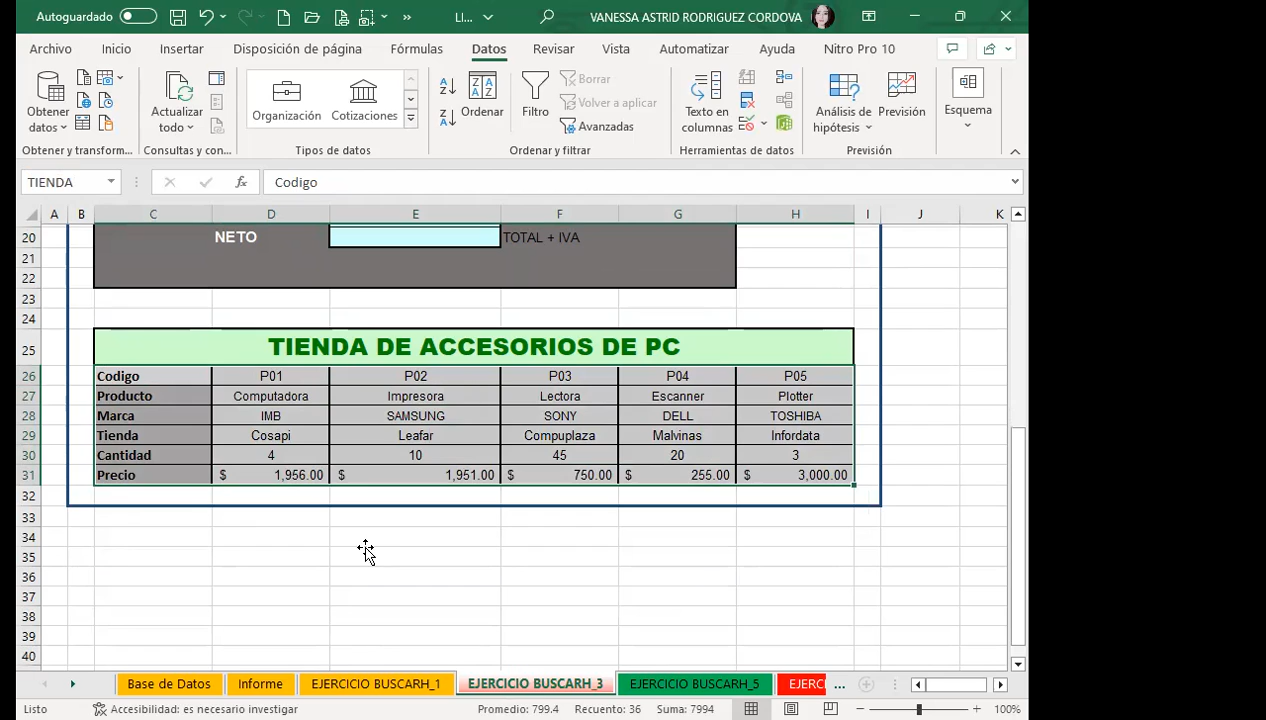 Autoguardado LI... VANESSA ASTRID RODRIGUEZ CORDOVA
Archivo Inicio Insertar Disposición de página Fórmulas Datos Revisar Vista Automatizar Ayuda Nitro Pro 10
Obtener datos
Obtener y transform...
Actualizar todo
Consultas y con...
Organización Cotizaciones
Tipos de datos
Ordenar
Filtro
Borrar
Volver a aplicar
Avanzadas
Ordenar y filtrar
Texto en columnas
Herramientas de datos
Análisis de hipótesis
Previsión
Previsión
Esquema
TIENDA fx Codigo
A B C D E F G H I J K
20 NETO TOTAL + IVA
21
22
23
24
25 TIENDA DE ACCESORIOS DE PC
26 Codigo P01 P02 P03 P04 P05
27 Producto Computadora Impresora Lectora Escanner Plotter
28 Marca IMB SAMSUNG SONY DELL TOSHIBA
29 Tienda Cosapi Leafar Compuplaza Malvinas Infordata
30 Cantidad 4 10 45 20 3
31 Precio $ 1,956.00 $ 1,951.00 $ 750.00 $ 255.00 $ 3,000.00
32
33
34
35
36
37
38
39
40
Base de Datos Informe EJERCICIO BUSCARH_1 EJERCICIO BUSCARH_3 EJERCICIO BUSCARH_5 EJERC ...
Listo Accesibilidad: es necesario investigar Promedio: 799.4 Recuento: 36 Suma: 7994 100%